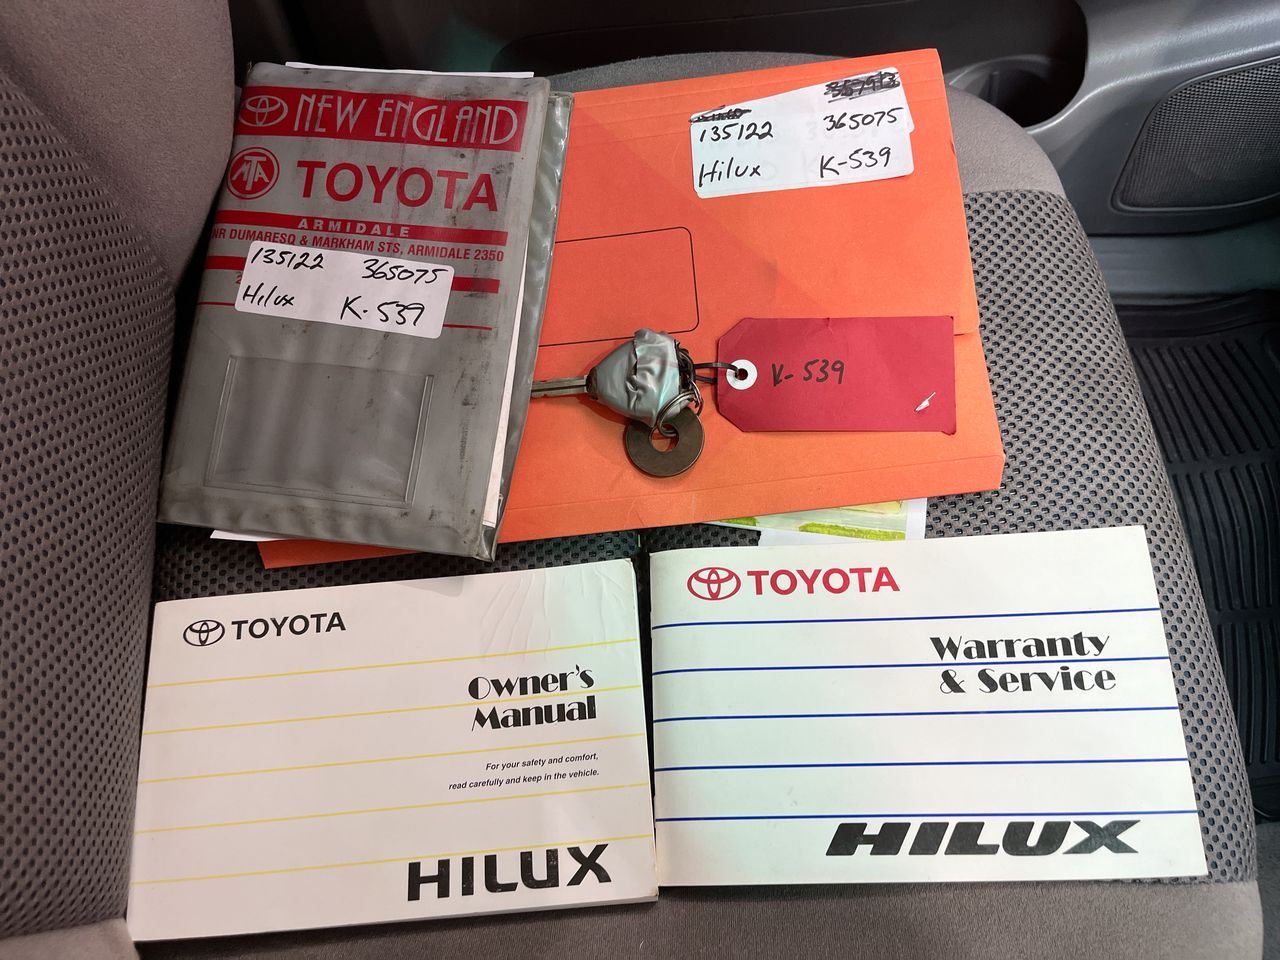 NEW ENGLAND
MTA
TOYOTA
ARMIDALE
NR DUMARESQ & MARKHAM STS, ARMIDALE 2350
135122 365075
Hilux K-539
135122 365075
Hilux K-539
K-539
TOYOTA
Owner's
Manual
For your safety and comfort,
read carefully and keep in the vehicle.
HILUX
TOYOTA
Warranty
& Service
HILUX